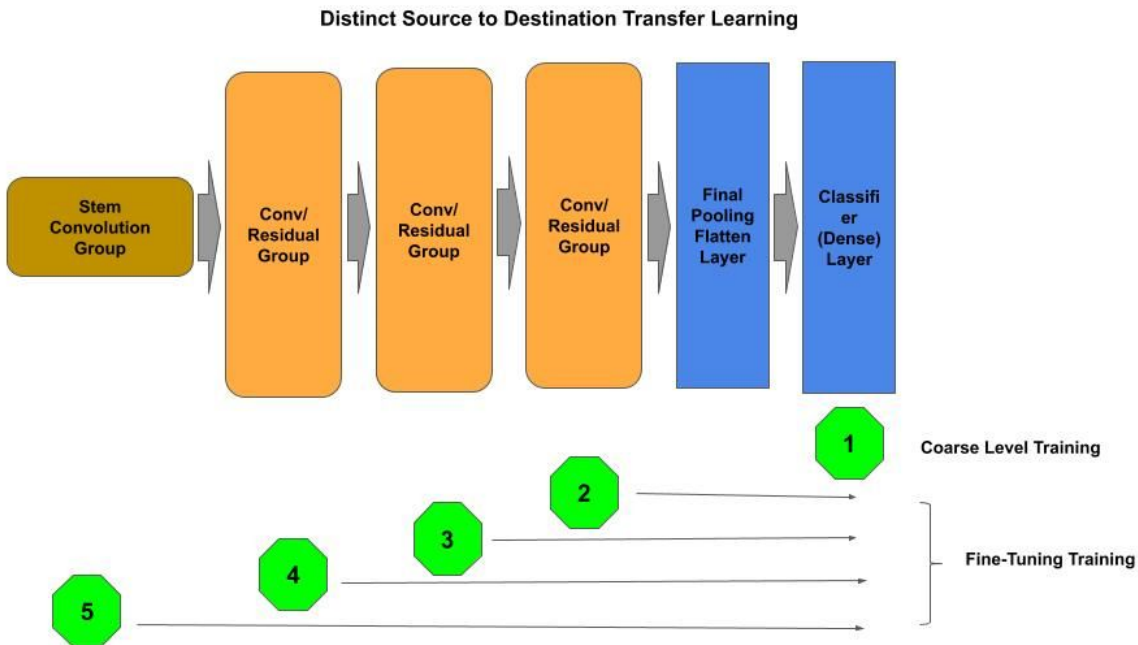 Distinct Source to Destination Transfer Learning
Stem
Convolution
Group
Conv/
Residual
Group
Conv/
Residual
Group
Conv/
Residual
Group
Final
Pooling
Flatten
Layer
Classifi
er
(Dense)
Layer
1
Coarse Level Training
2
3
Fine-Tuning Training
4
5